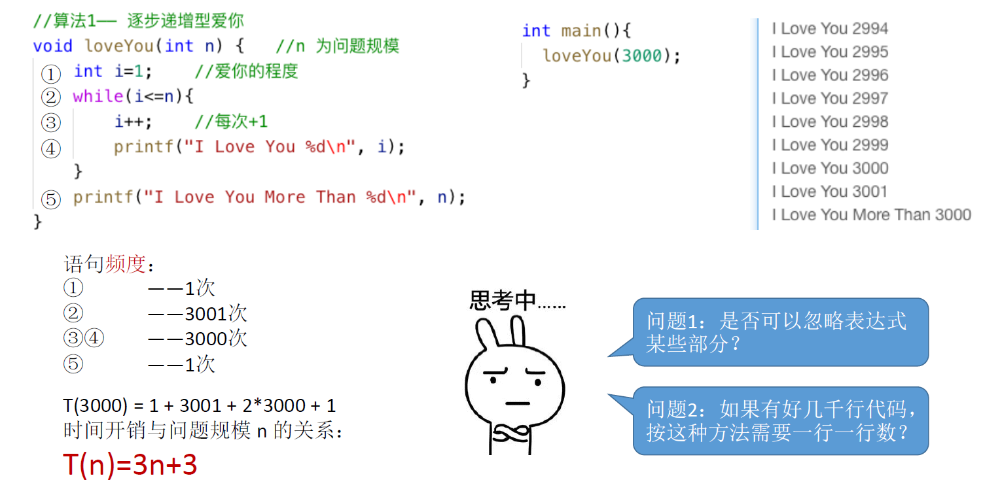 //算法1—— 逐步递增型爱你
void loveYou(int n) { //n 为问题规模
① int i=1; //爱你的程度
② while(i<=n){
③ i++; //每次+1
④ printf("I Love You %d\n", i);
}
⑤ printf("I Love You More Than %d\n", n);
}
int main(){
loveYou(3000);
}
I Love You 2994
I Love You 2995
I Love You 2996
I Love You 2997
I Love You 2998
I Love You 2999
I Love You 3000
I Love You 3001
I Love You More Than 3000
语句频度：
① ——1次
② ——3001次
③④ ——3000次
⑤ ——1次
T(3000) = 1 + 3001 + 2*3000 + 1
时间开销与问题规模 n 的关系：
T(n)=3n+3
思考中……
问题1：是否可以忽略表达式
某些部分？
问题2：如果有好几千行代码，
按这种方法需要一行一行数？